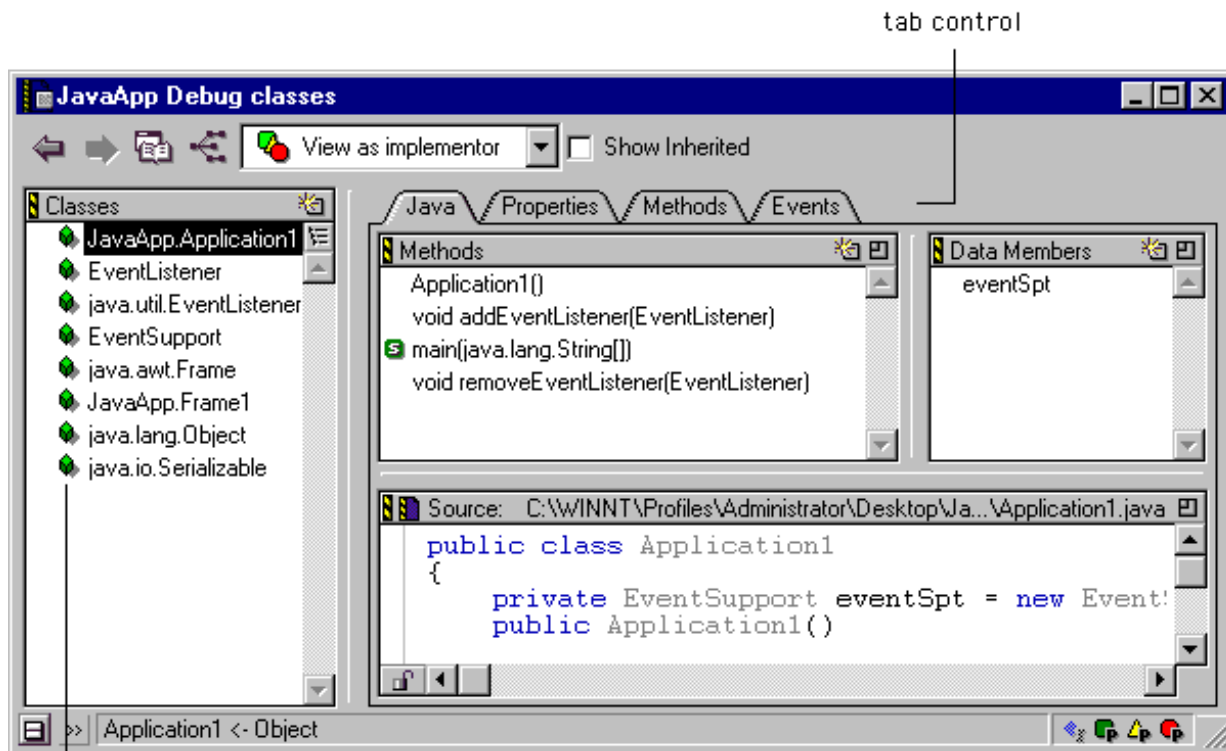 tab control
JavaApp Debug classes
View as implementor
Show Inherited
Classes
JavaApp.Application1
EventListener
java.util.EventListener
EventSupport
java.awt.Frame
JavaApp.Frame1
java.lang.Object
java.io.Serializable
Java Properties Methods Events
Methods
Application1()
void addEventListener(EventListener)
S main(java.lang.String[])
void removeEventListener(EventListener)
Data Members
eventSpt
Source: C:\WINNT\Profiles\Administrator\Desktop\Ja...\Application1.java
public class Application1
{
private EventSupport eventSpt = new Event
public Application1()
>> Application1 <- Object
P P P